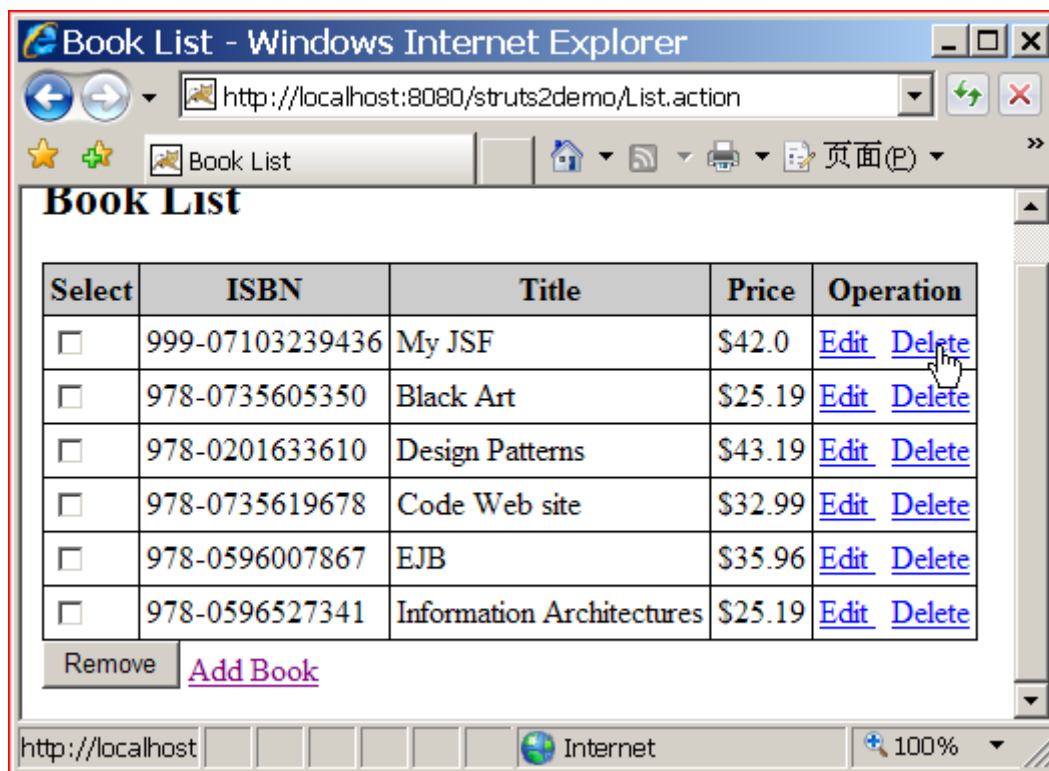 Book List - Windows Internet Explorer
http://localhost:8080/struts2demo/List.action
Book List 页面(P) »
Book List
Select ISBN Title Price Operation
999-07103239436 My JSF $42.0 Edit Delete
978-0735605350 Black Art $25.19 Edit Delete
978-0201633610 Design Patterns $43.19 Edit Delete
978-0735619678 Code Web site $32.99 Edit Delete
978-0596007867 EJB $35.96 Edit Delete
978-0596527341 Information Architectures $25.19 Edit Delete
Remove Add Book
http://localhost Internet 100%